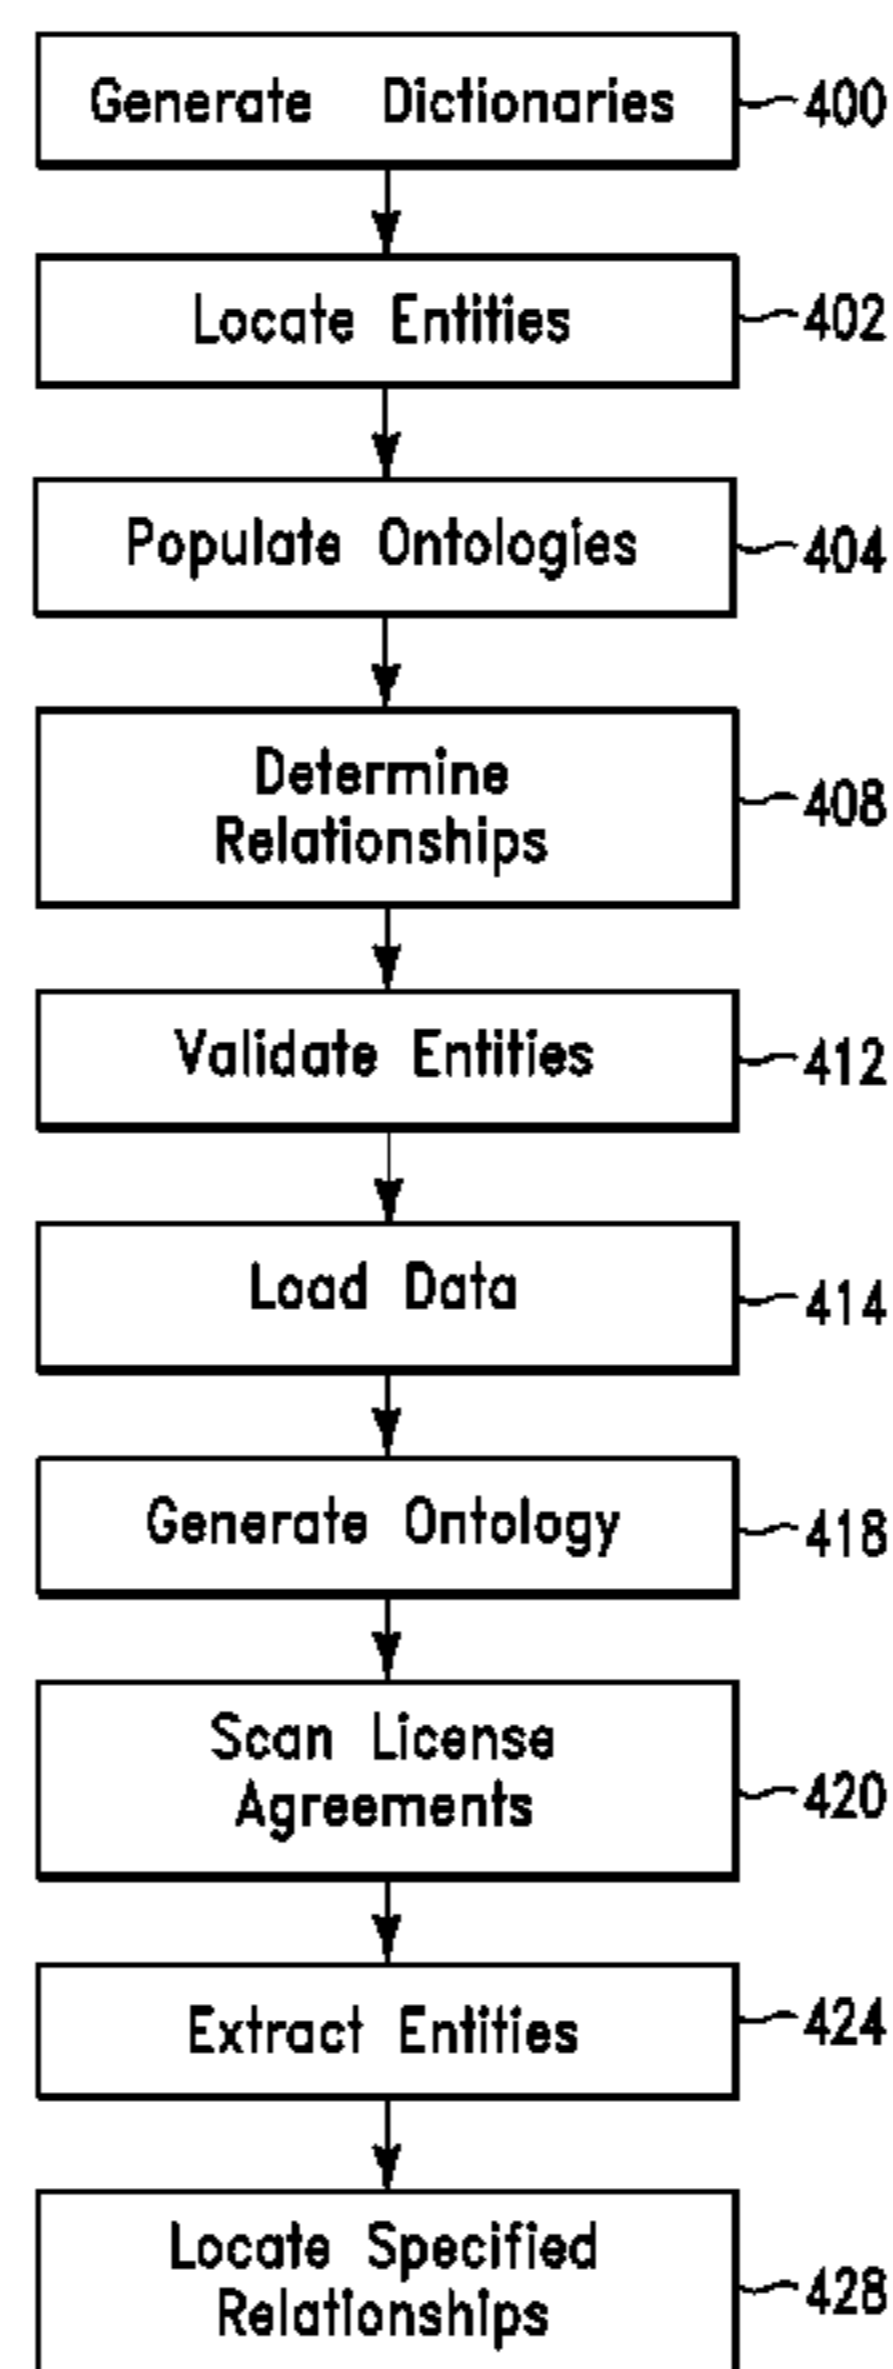 Generate Dictionaries
400
Locate Entities
402
Populate Ontologies
404
Determine
Relationships
408
Validate Entities
412
Load Data
414
Generate Ontology
418
Scan License
Agreements
420
Extract Entities
424
Locate Specified
Relationships
428